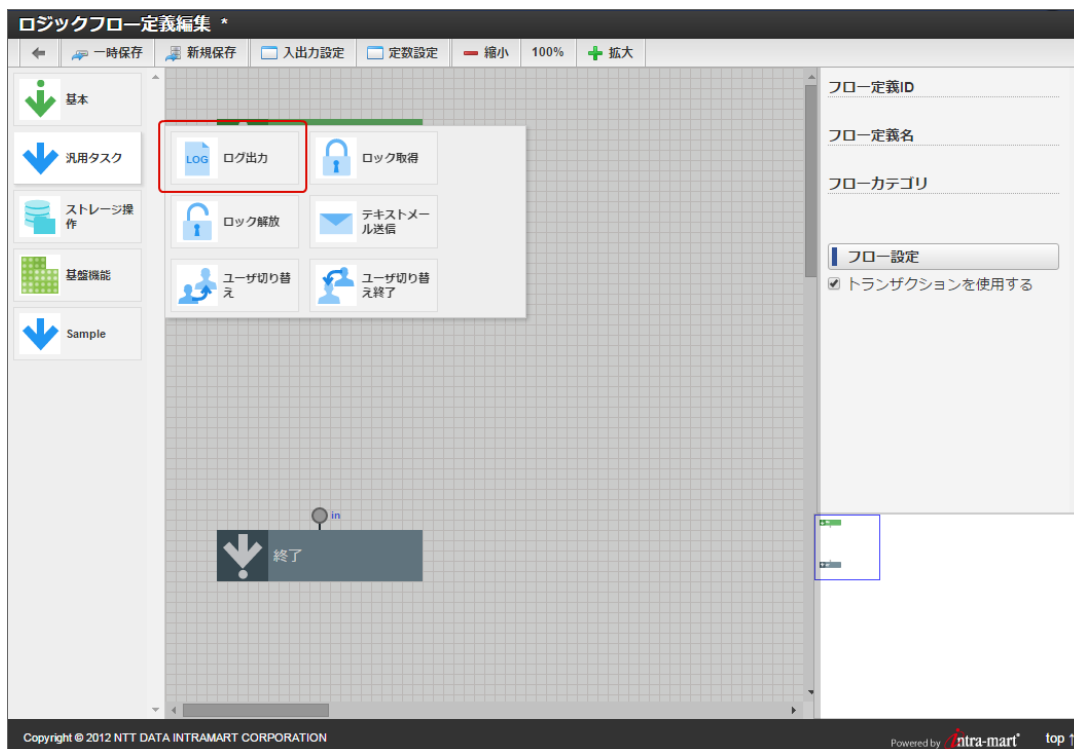 ロジックフロー定義編集 *
一時保存 新規保存 入出力設定 定数設定 縮小 100% 拡大
基本
汎用タスク
ストレージ操
作
基盤機能
Sample
LOG ログ出力
ロック取得
ロック解放
テキストメー
ル送信
ユーザ切り替
え
ユーザ切り替
え終了
in
終了
フロー定義ID
フロー定義名
フローカテゴリ
フロー設定
トランザクションを使用する
Copyright © 2012 NTT DATA INTRAMART CORPORATION
Powered by intra-mart
top ↑